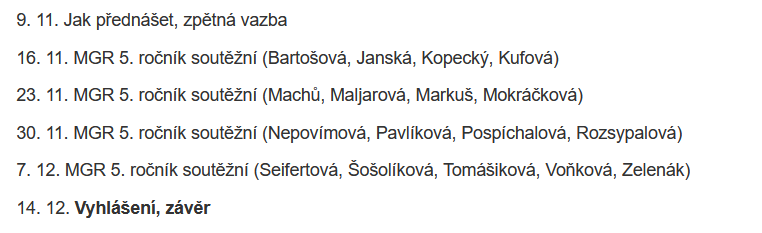 9. 11. Jak přednášet, zpětná vazba
16. 11. MGR 5. ročník soutěžní (Bartošová, Janská, Kopecký, Kufová)
23. 11. MGR 5. ročník soutěžní (Machů, Maljarová, Markuš, Mokráčková)
30. 11. MGR 5. ročník soutěžní (Nepovímová, Pavlíková, Pospíchalová, Rozsypalová)
7. 12. MGR 5. ročník soutěžní (Seifertová, Šošolíková, Tomášiková, Voňková, Zelenák)
14. 12. Vyhlášení, závěr